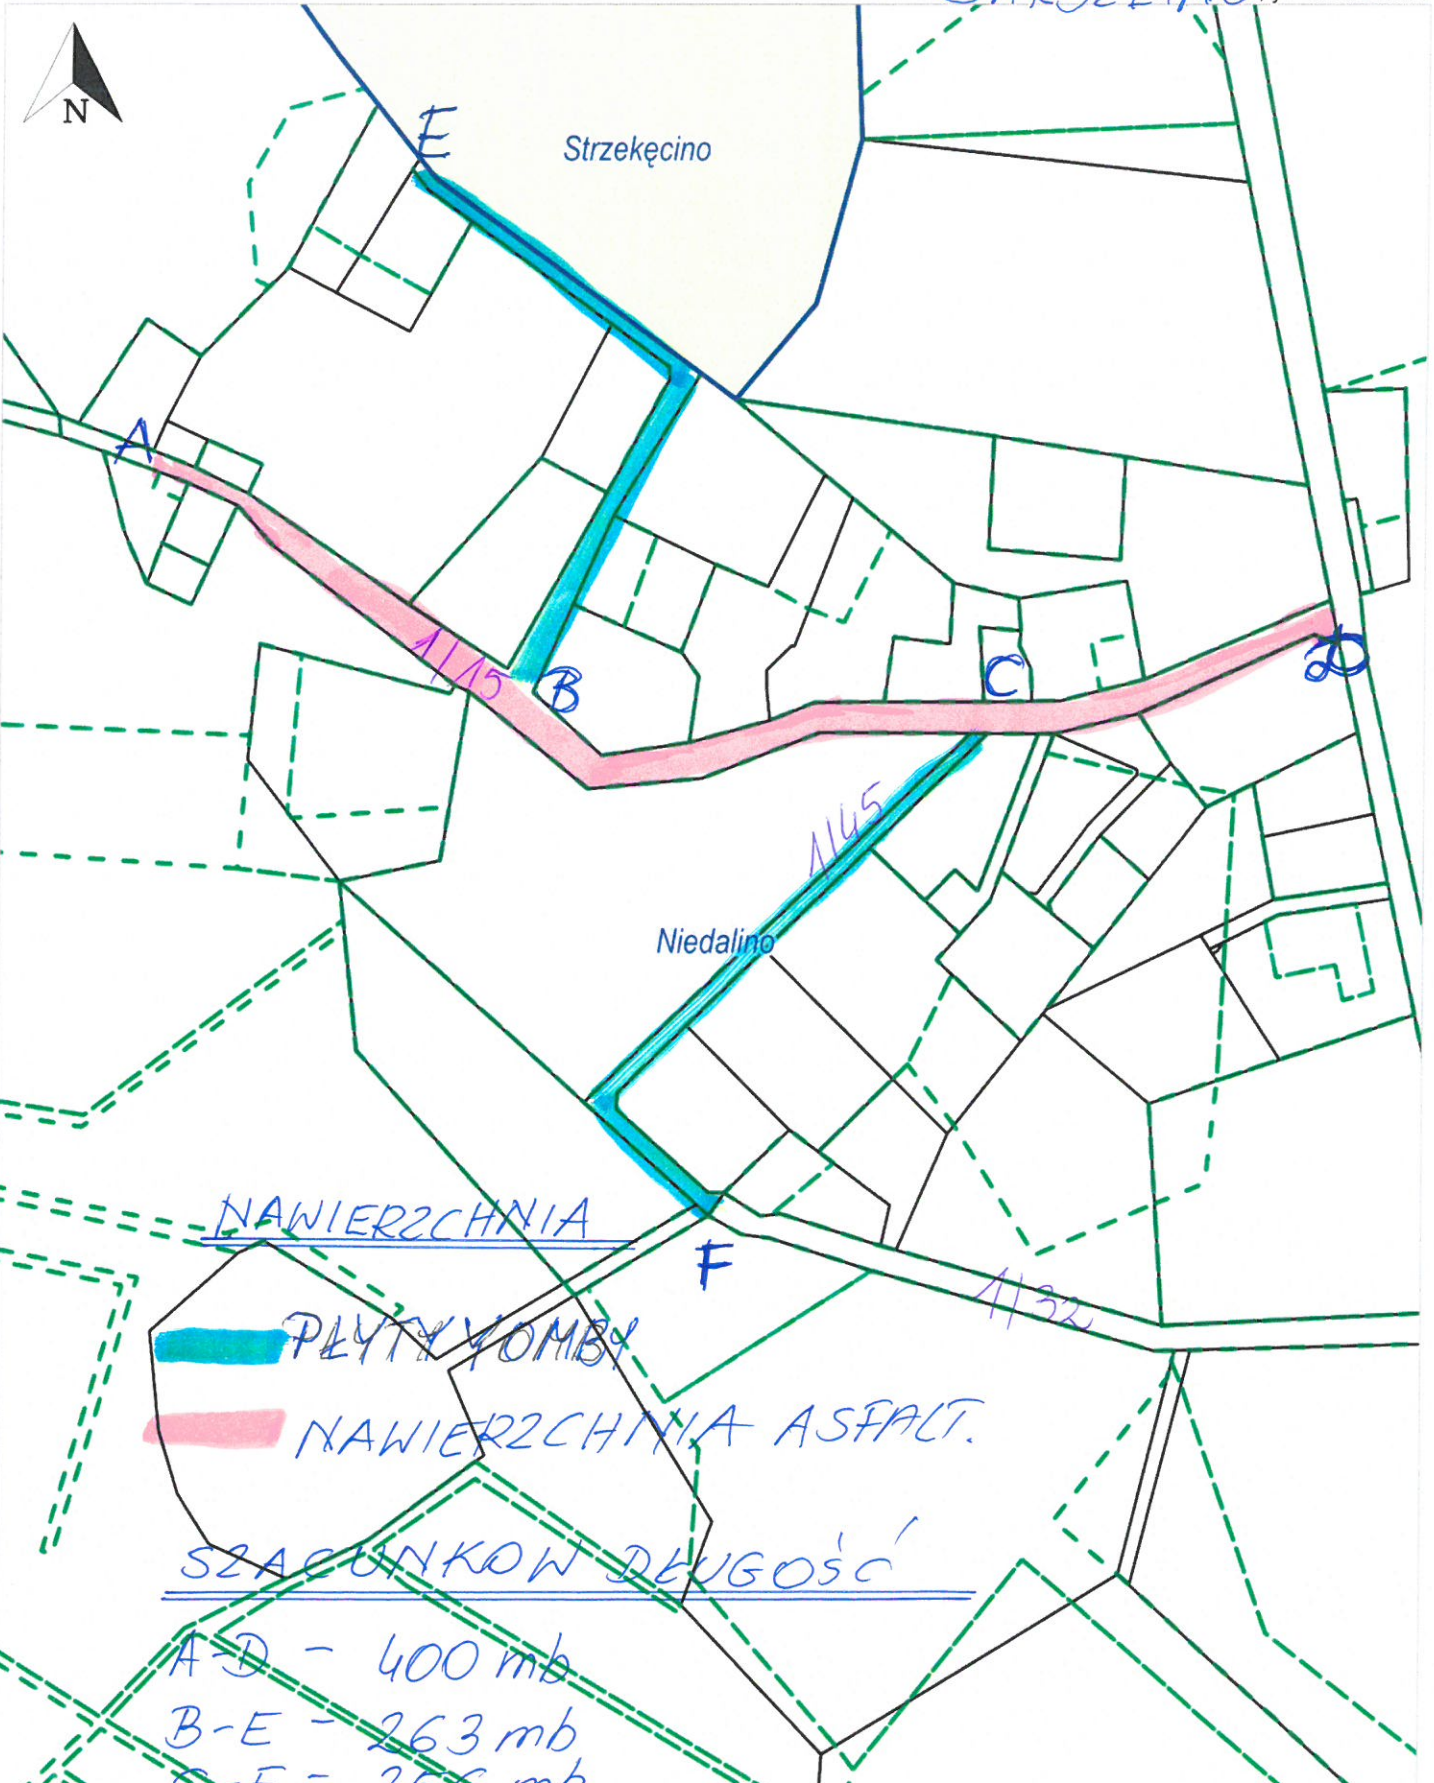 N
E
Strzekęcino
A
1/15
B
C
D
1/45
Niedalino
NAWIERZCHNIA
F
1/32
PŁYTY YOMBY
NAWIERZCHNIA ASFALT.
SZACUNKOW DŁUGOŚĆ
A-D - 400 mb
B-E - 263 mb